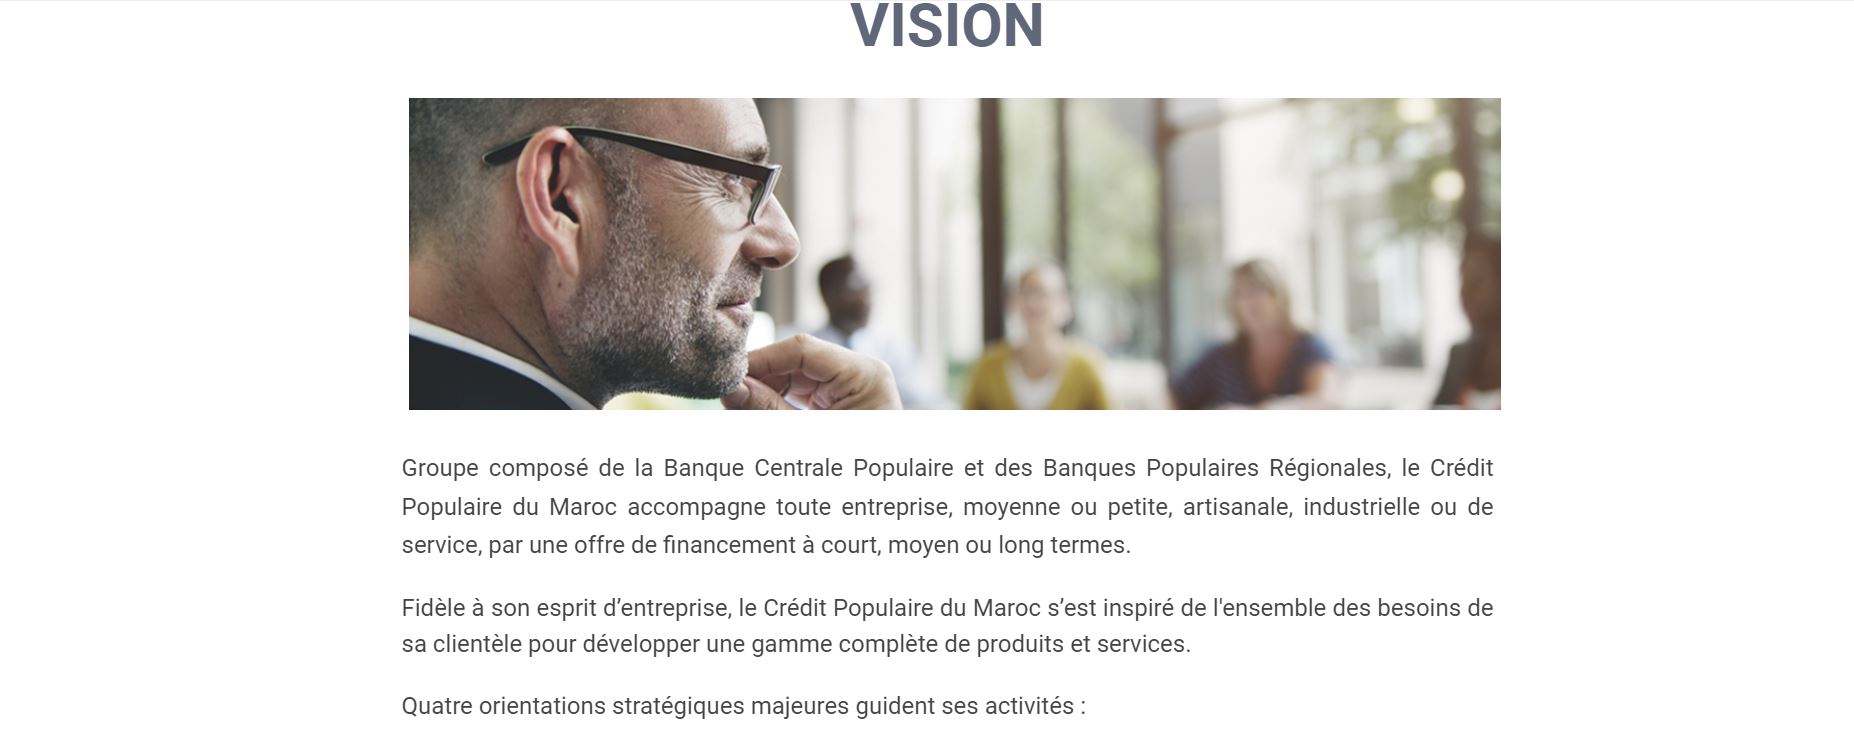 VISION
Groupe composé de la Banque Centrale Populaire et des Banques Populaires Régionales, le Crédit
Populaire du Maroc accompagne toute entreprise, moyenne ou petite, artisanale, industrielle ou de
service, par une offre de financement à court, moyen ou long termes.
Fidèle à son esprit d’entreprise, le Crédit Populaire du Maroc s’est inspiré de l'ensemble des besoins de
sa clientèle pour développer une gamme complète de produits et services.
Quatre orientations stratégiques majeures guident ses activités :